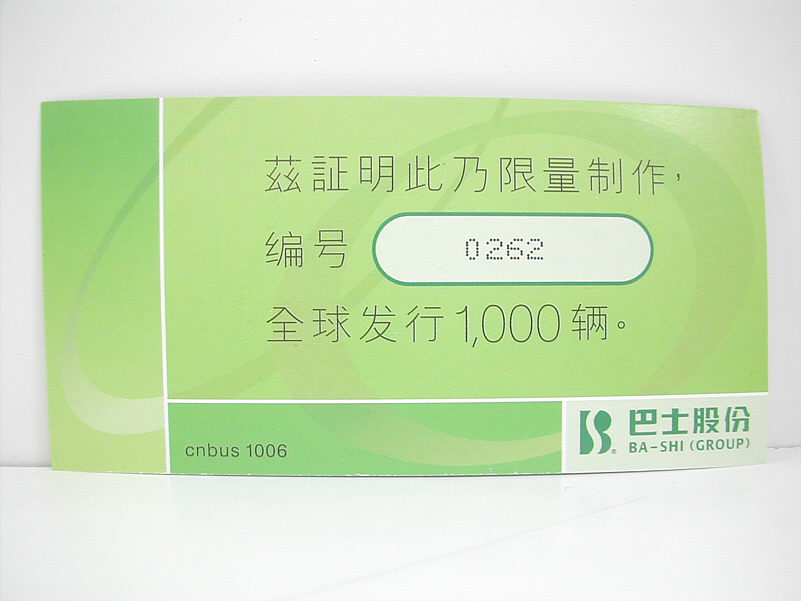 茲証明此乃限量制作，
编号 0262
全球发行1,000辆。
cnbus 1006
巴士股份
BA-SHI (GROUP)